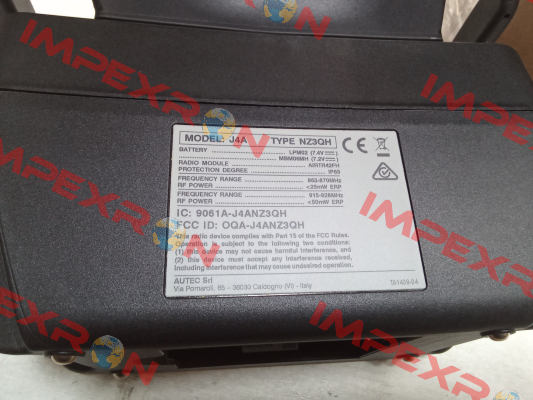 IMPEXRON
MODEL: J4A TYPE NZ3QH
BATTERY LPM02 (7.4V⎓)
MBM06MH (7.2V⎓)
RADIO MODULE AIRTR42FH
PROTECTION DEGREE IP65
FREQUENCY RANGE 863-870MHz
RF POWER <25mW ERP
FREQUENCY RANGE 915-928MHz
RF POWER <50mW ERP
IC: 9061A-J4ANZ3QH
FCC ID: OQA-J4ANZ3QH
This radio device complies with Part 15 of the FCC Rules.
Operation is subject to the following two conditions:
(1) This device may not cause harmful interference, and
(2) this device must accept any interference received,
including interference that may cause undesired operation.
AUTEC Srl
Via Pomaroli, 65 - 36030 Caldogno (VI) - Italy
CE
IMPEXRON
IMPEXRON
IMPEXRON